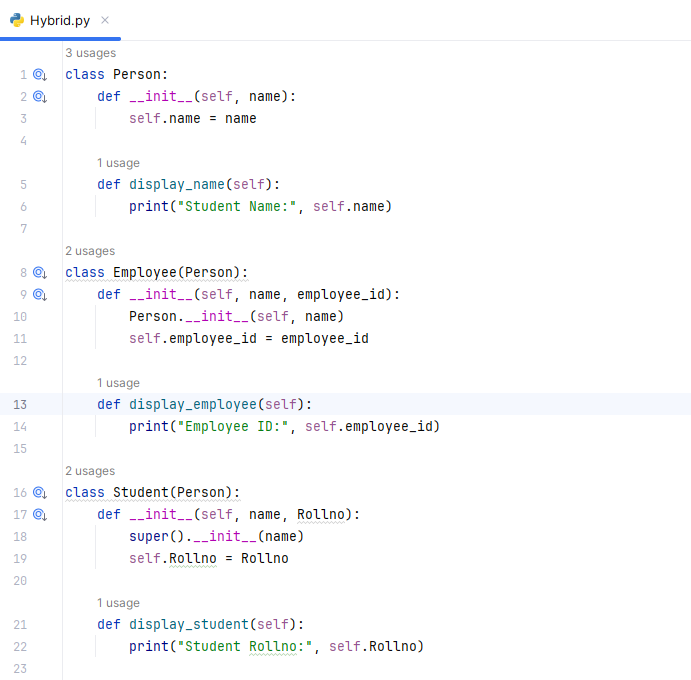 Hybrid.py ×
3 usages
1 class Person:
2     def __init__(self, name):
3         self.name = name
4
1 usage
5     def display_name(self):
6         print("Student Name:", self.name)
7
2 usages
8 class Employee(Person):
9     def __init__(self, name, employee_id):
10         Person.__init__(self, name)
11         self.employee_id = employee_id
12
1 usage
13     def display_employee(self):
14         print("Employee ID:", self.employee_id)
15
2 usages
16 class Student(Person):
17     def __init__(self, name, Rollno):
18         super().__init__(name)
19         self.Rollno = Rollno
20
1 usage
21     def display_student(self):
22         print("Student Rollno:", self.Rollno)
23